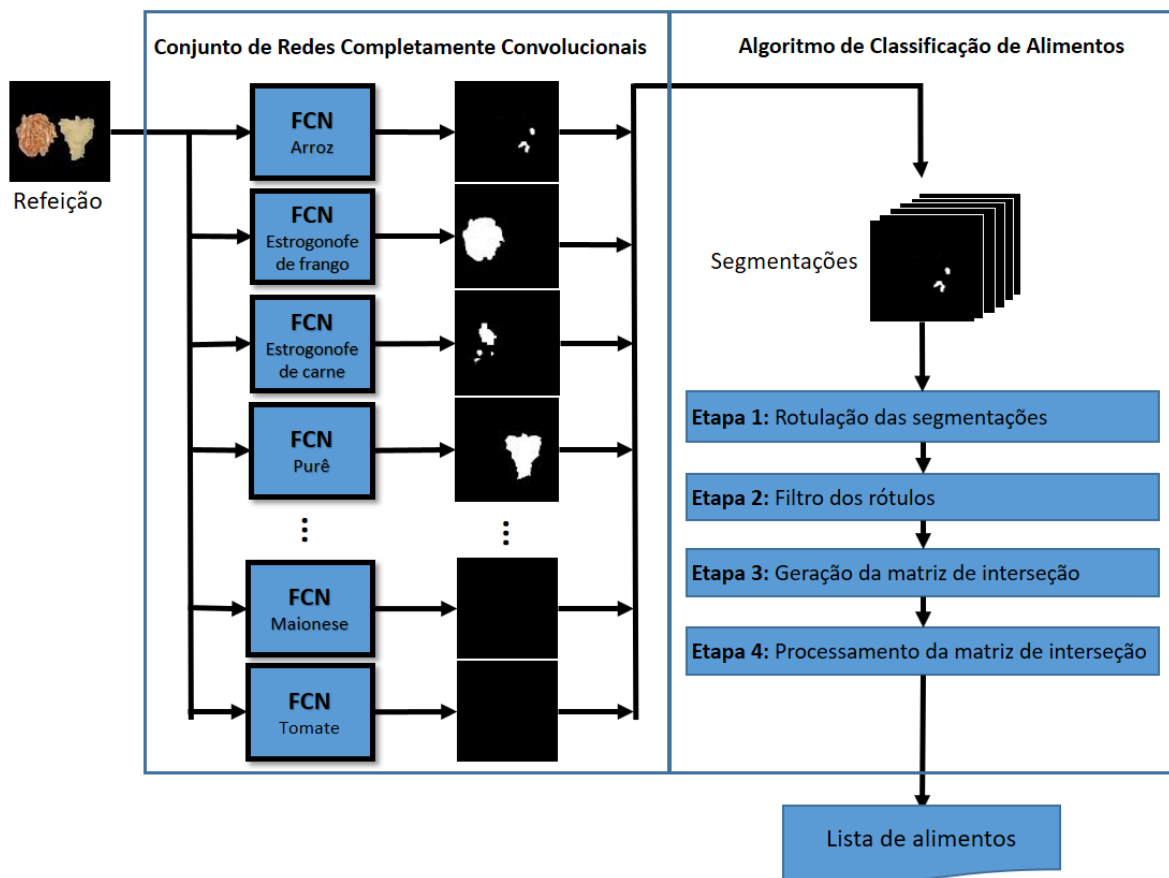 Conjunto de Redes Completamente Convolucionais
Algoritmo de Classificação de Alimentos
Refeição
FCN
Arroz
FCN
Estrogonofe
de frango
FCN
Estrogonofe
de carne
FCN
Purê
...
...
FCN
Maionese
FCN
Tomate
Segmentações
Etapa 1: Rotulação das segmentações
Etapa 2: Filtro dos rótulos
Etapa 3: Geração da matriz de interseção
Etapa 4: Processamento da matriz de interseção
Lista de alimentos